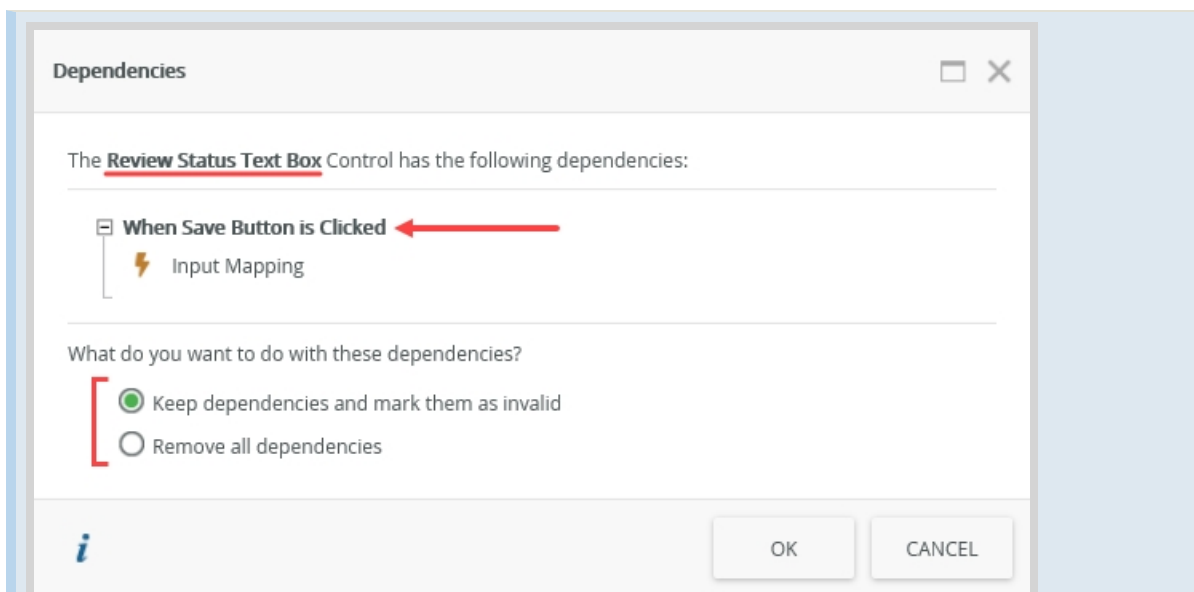 Dependencies
The Review Status Text Box Control has the following dependencies:
When Save Button is Clicked
Input Mapping
What do you want to do with these dependencies?
Keep dependencies and mark them as invalid
Remove all dependencies
i
OK
CANCEL